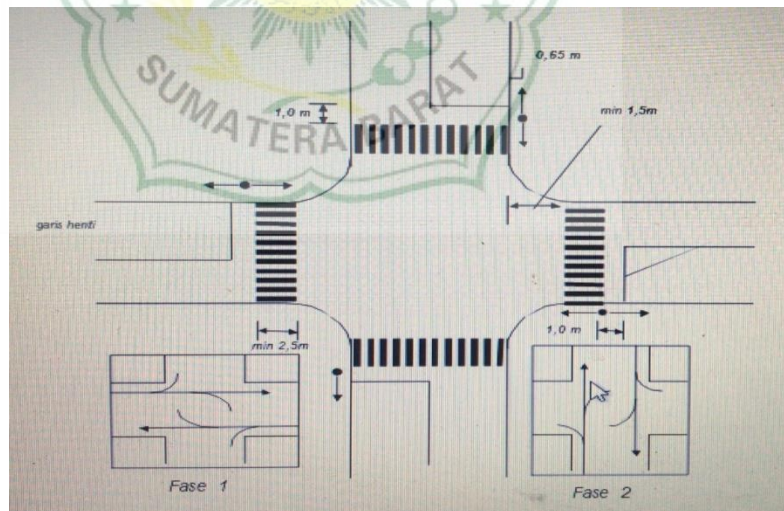 SUMATERA BARAT
0,65 m
1,0 m
min 1,5m
garis henti
min 2,5m
1,0 m
Fase 1
Fase 2